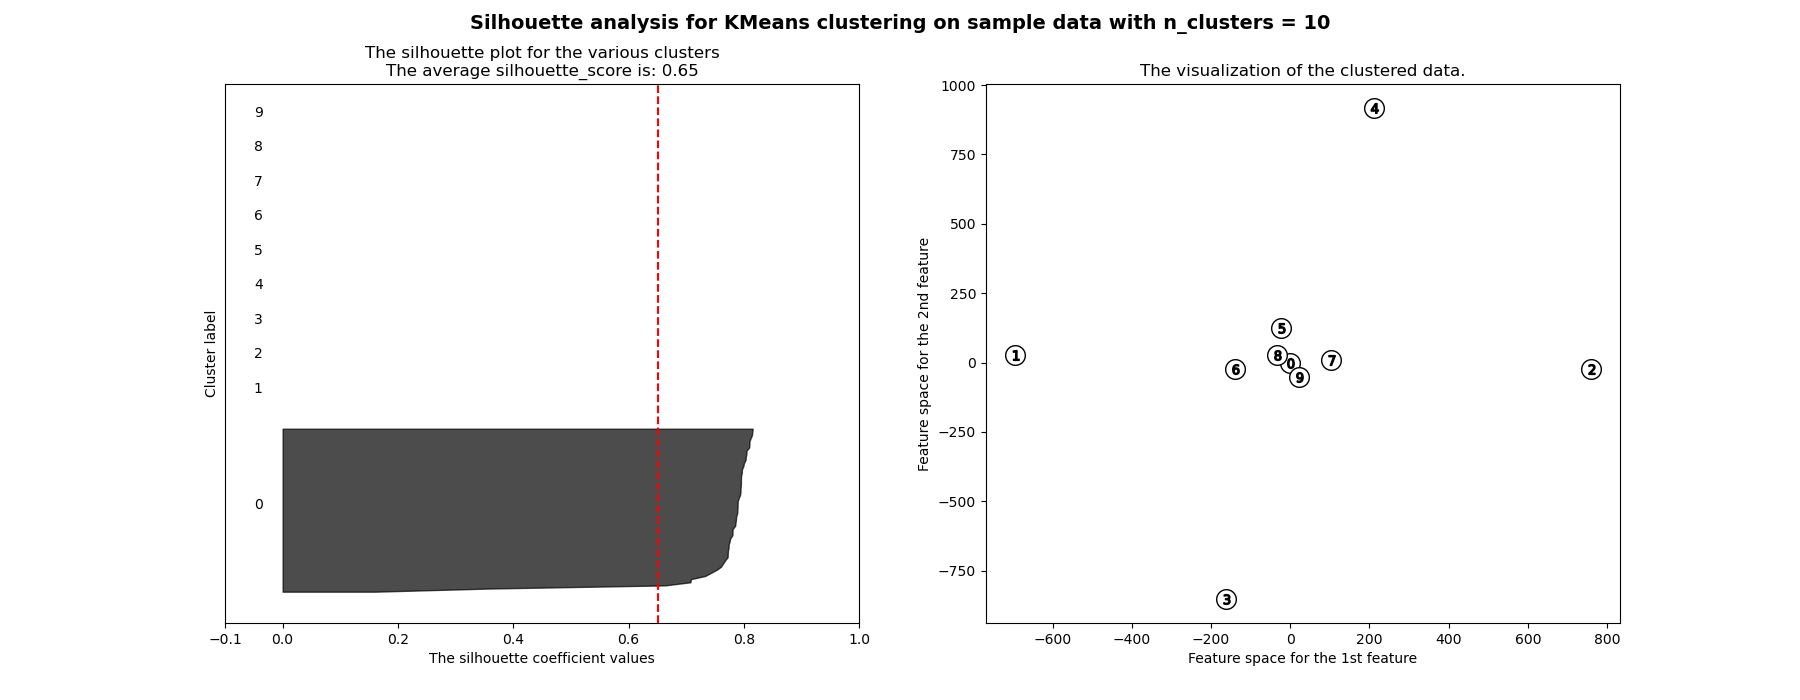 Silhouette analysis for KMeans clustering on sample data with n_clusters = 10
The silhouette plot for the various clusters
The average silhouette_score is: 0.65
9
8
7
6
5
4
3
2
1
0
Cluster label
−0.1 0.0 0.2 0.4 0.6 0.8 1.0
The silhouette coefficient values
The visualization of the clustered data.
1000
750
500
250
0
−250
−500
−750
Feature space for the 2nd feature
4
5
1 8 0 7
6 9 2
3
−600 −400 −200 0 200 400 600 800
Feature space for the 1st feature